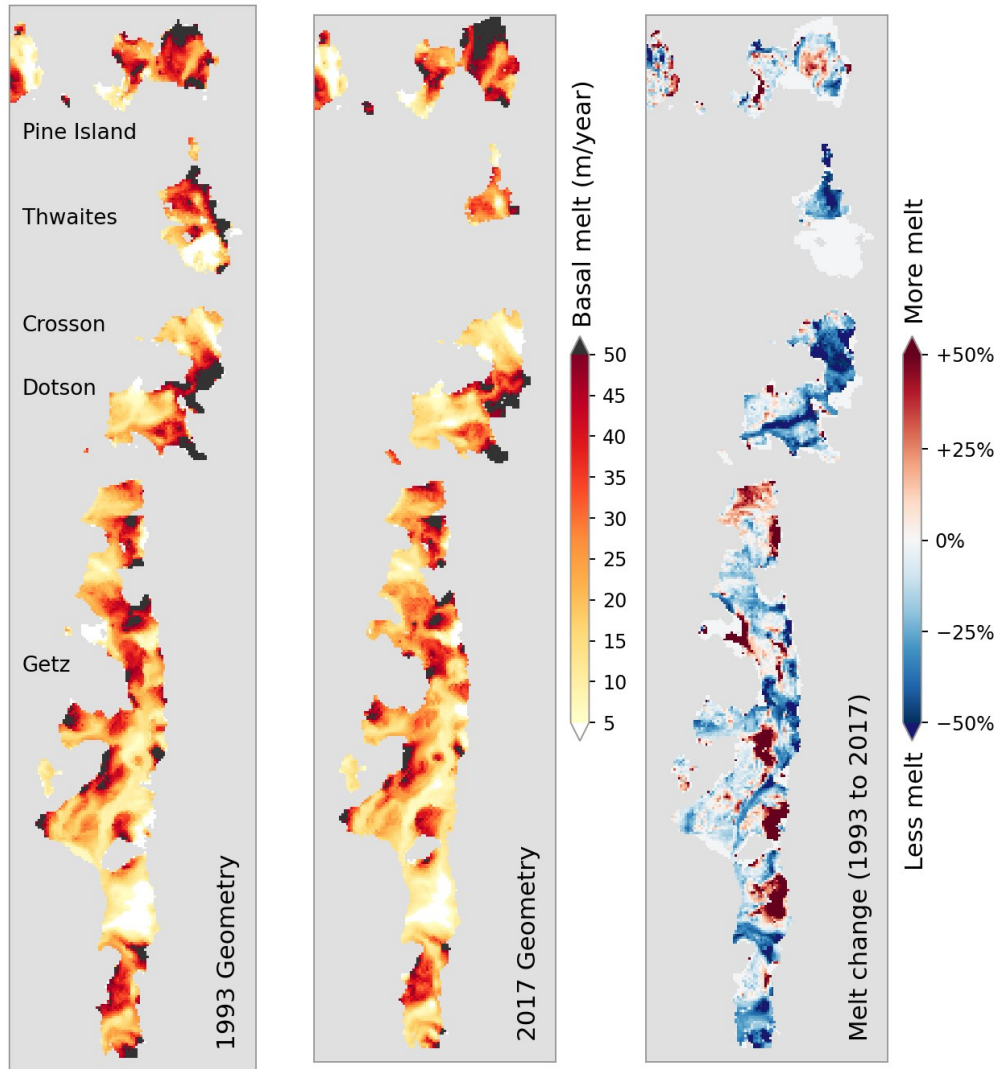 Pine Island
Thwaites
Crosson
Dotson
Getz
1993 Geometry
2017 Geometry
Basal melt (m/year)
50
45
40
35
30
25
20
15
10
5
Melt change (1993 to 2017)
More melt
Less melt
+50%
+25%
0%
−25%
−50%